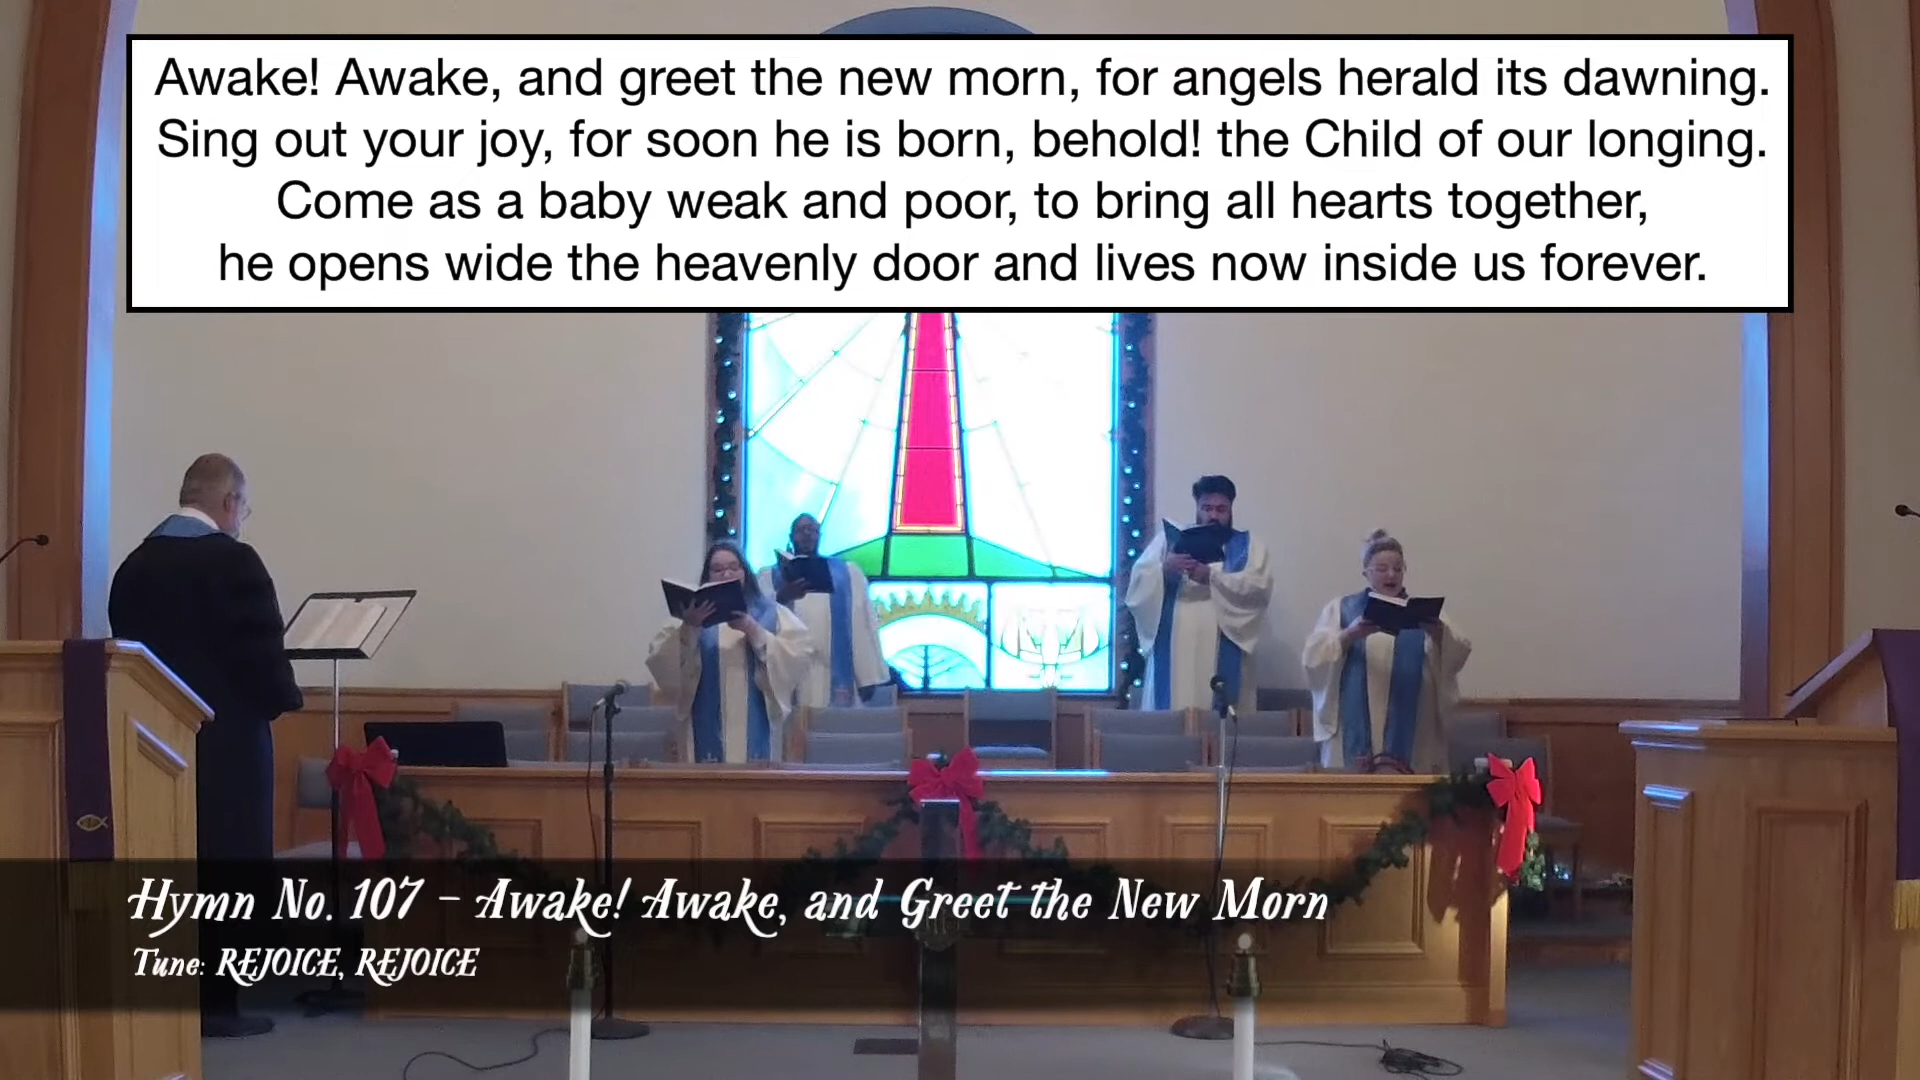 Awake! Awake, and greet the new morn, for angels herald its dawning.
Sing out your joy, for soon he is born, behold! the Child of our longing.
Come as a baby weak and poor, to bring all hearts together,
he opens wide the heavenly door and lives now inside us forever.
Hymn No. 107 – Awake! Awake, and Greet the New Morn
Tune: REJOICE, REJOICE